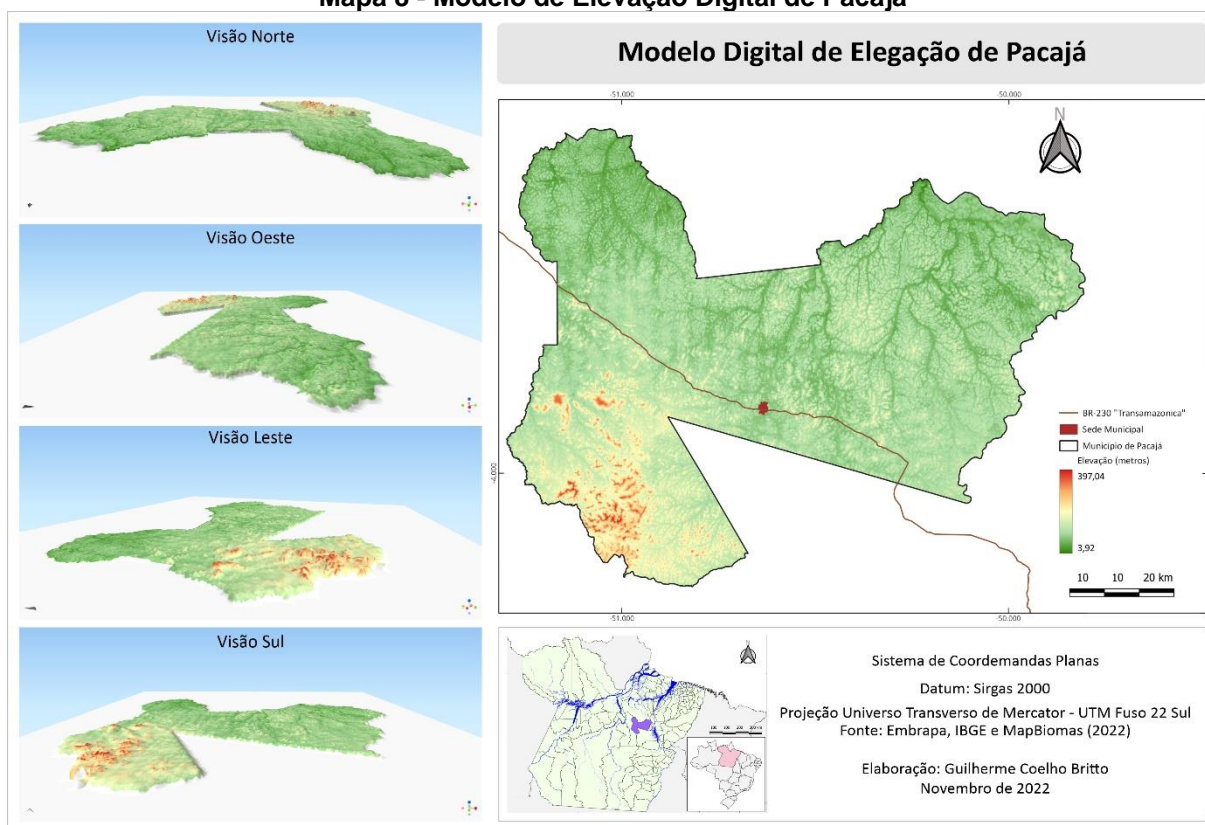 Mapa 8 - Modelo de Elevação Digital de Pacajá
Visão Norte
Visão Oeste
Visão Leste
Visão Sul
Modelo Digital de Elegação de Pacajá
-51.000
-50.000
N
-4.000
BR-230 "Transamazonica"
Sede Municipal
Município de Pacajá
Elevação (metros)
397,04
3,92
10 10 20 km
-51.000
-50.000
Sistema de Coordemandas Planas
Datum: Sirgas 2000
Projeção Universo Transverso de Mercator - UTM Fuso 22 Sul
Fonte: Embrapa, IBGE e MapBiomas (2022)
Elaboração: Guilherme Coelho Britto
Novembro de 2022